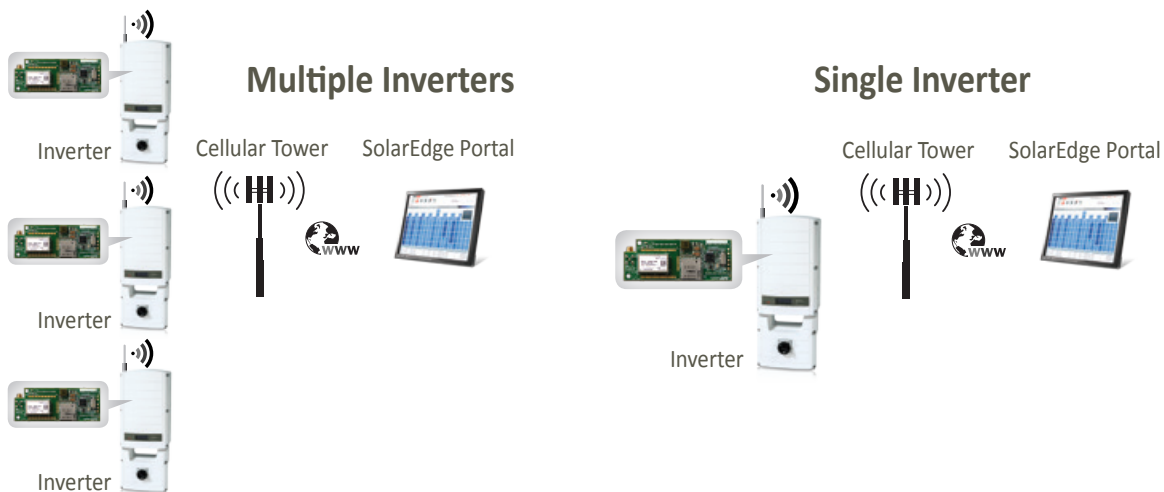 Multiple Inverters
Inverter
Cellular Tower
SolarEdge Portal
www
Inverter
Inverter
Single Inverter
Cellular Tower
SolarEdge Portal
www
Inverter